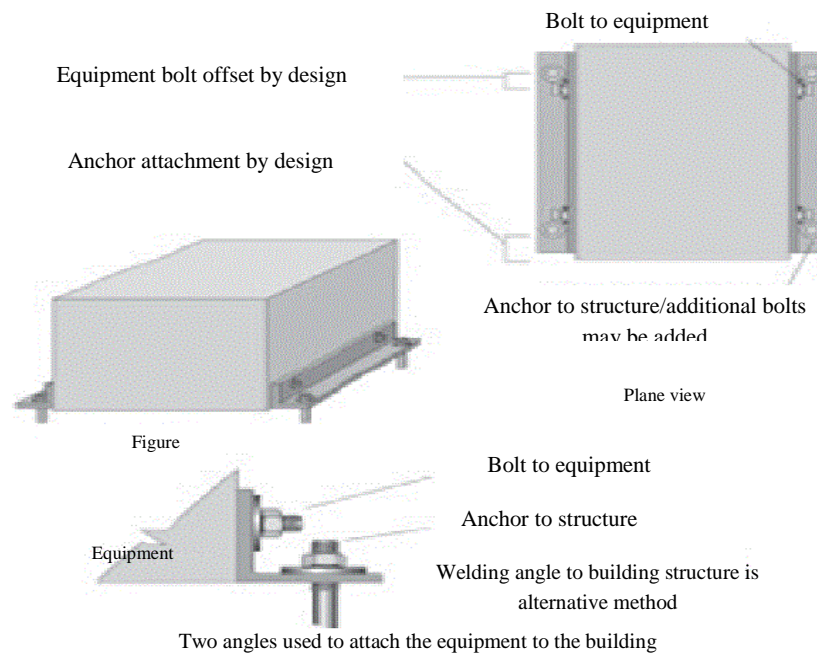 Bolt to equipment
Equipment bolt offset by design
Anchor attachment by design
Anchor to structure/additional bolts
may be added
Plane view
Figure
Bolt to equipment
Anchor to structure
Equipment
Welding angle to building structure is
alternative method
Two angles used to attach the equipment to the building